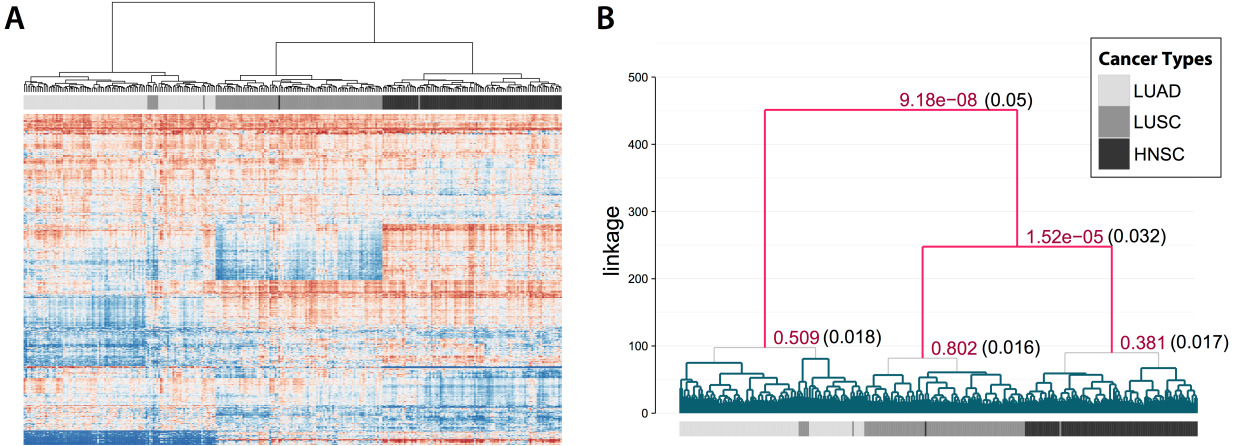 A
B
Cancer Types
LUAD
LUSC
HNSC
linkage
500
400
300
200
100
0
9.18e−08 (0.05)
1.52e−05 (0.032)
0.509 (0.018)
0.802 (0.016)
0.381 (0.017)